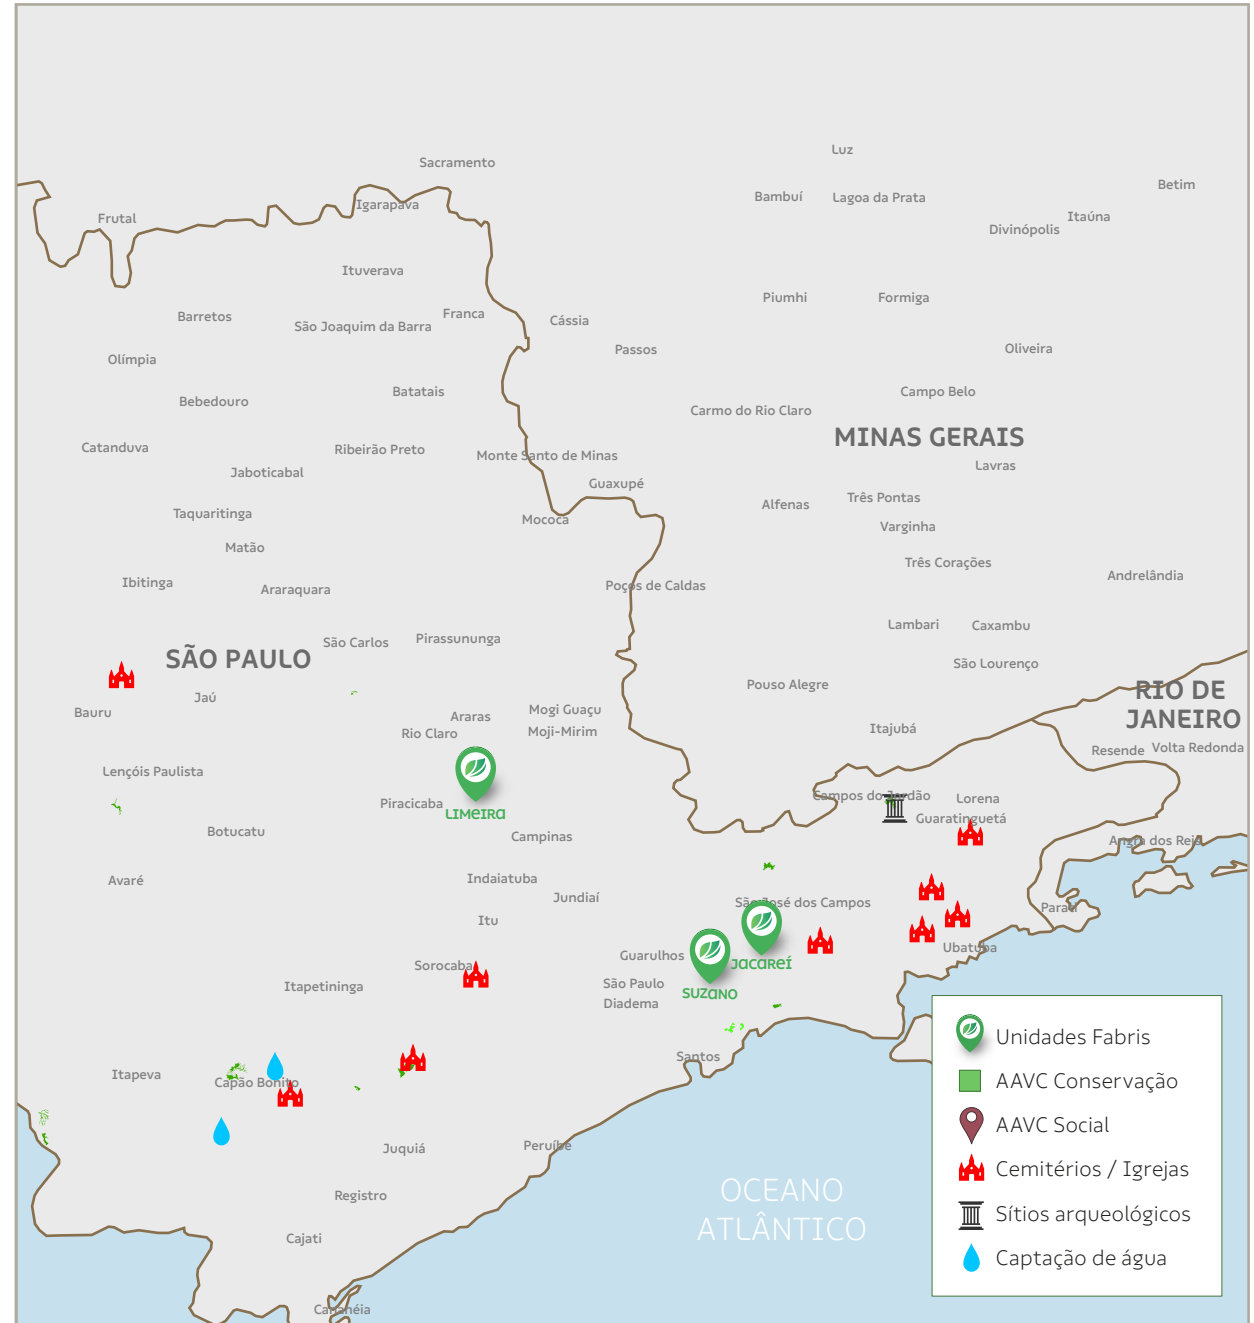 Luz
Sacramento
Betim
Bambuí
Lagoa da Prata
Igarapava
Itaúna
Frutal
Divinópolis
Ituverava
Piumhi
Formiga
Franca
Barretos
Cássia
São Joaquim da Barra
Passos
Oliveira
Olímpia
Batatais
Campo Belo
Bebedouro
Carmo do Rio Claro
MINAS GERAIS
Catanduva
Ribeirão Preto
Monte Santo de Minas
Lavras
Jaboticabal
Guaxupé
Três Pontas
Alfenas
Taquaritinga
Mococa
Varginha
Matão
Três Corações
Andrelândia
Ibitinga
Araraquara
Poços de Caldas
Lambari
Caxambu
Pirassununga
São Carlos
SÃO PAULO
São Lourenço
Pouso Alegre
RIO DE
JANEIRO
Jaú
Bauru
Mogi Guaçu
Araras
Itajubá
Moji-Mirim
Rio Claro
Resende
Volta Redonda
Lençóis Paulista
Campos do Jordão
Lorena
Piracicaba
LIMEIRA
Guaratinguetá
Botucatu
Campinas
Angra dos Reis
Avaré
Indaiatuba
Jundiaí
São José dos Campos
Parati
Itu
Ubatuba
Guarulhos
JACAREÍ
Sorocaba
São Paulo
Itapetininga
SUZANO
Diadema
Santos
Itapeva
Capão Bonito
Peruíbe
Juquiá
Registro
Cajati
Cananéia
OCEANO
ATLÂNTICO
Unidades Fabris
AAVC Conservação
AAVC Social
Cemitérios / Igrejas
Sítios arqueológicos
Captação de água